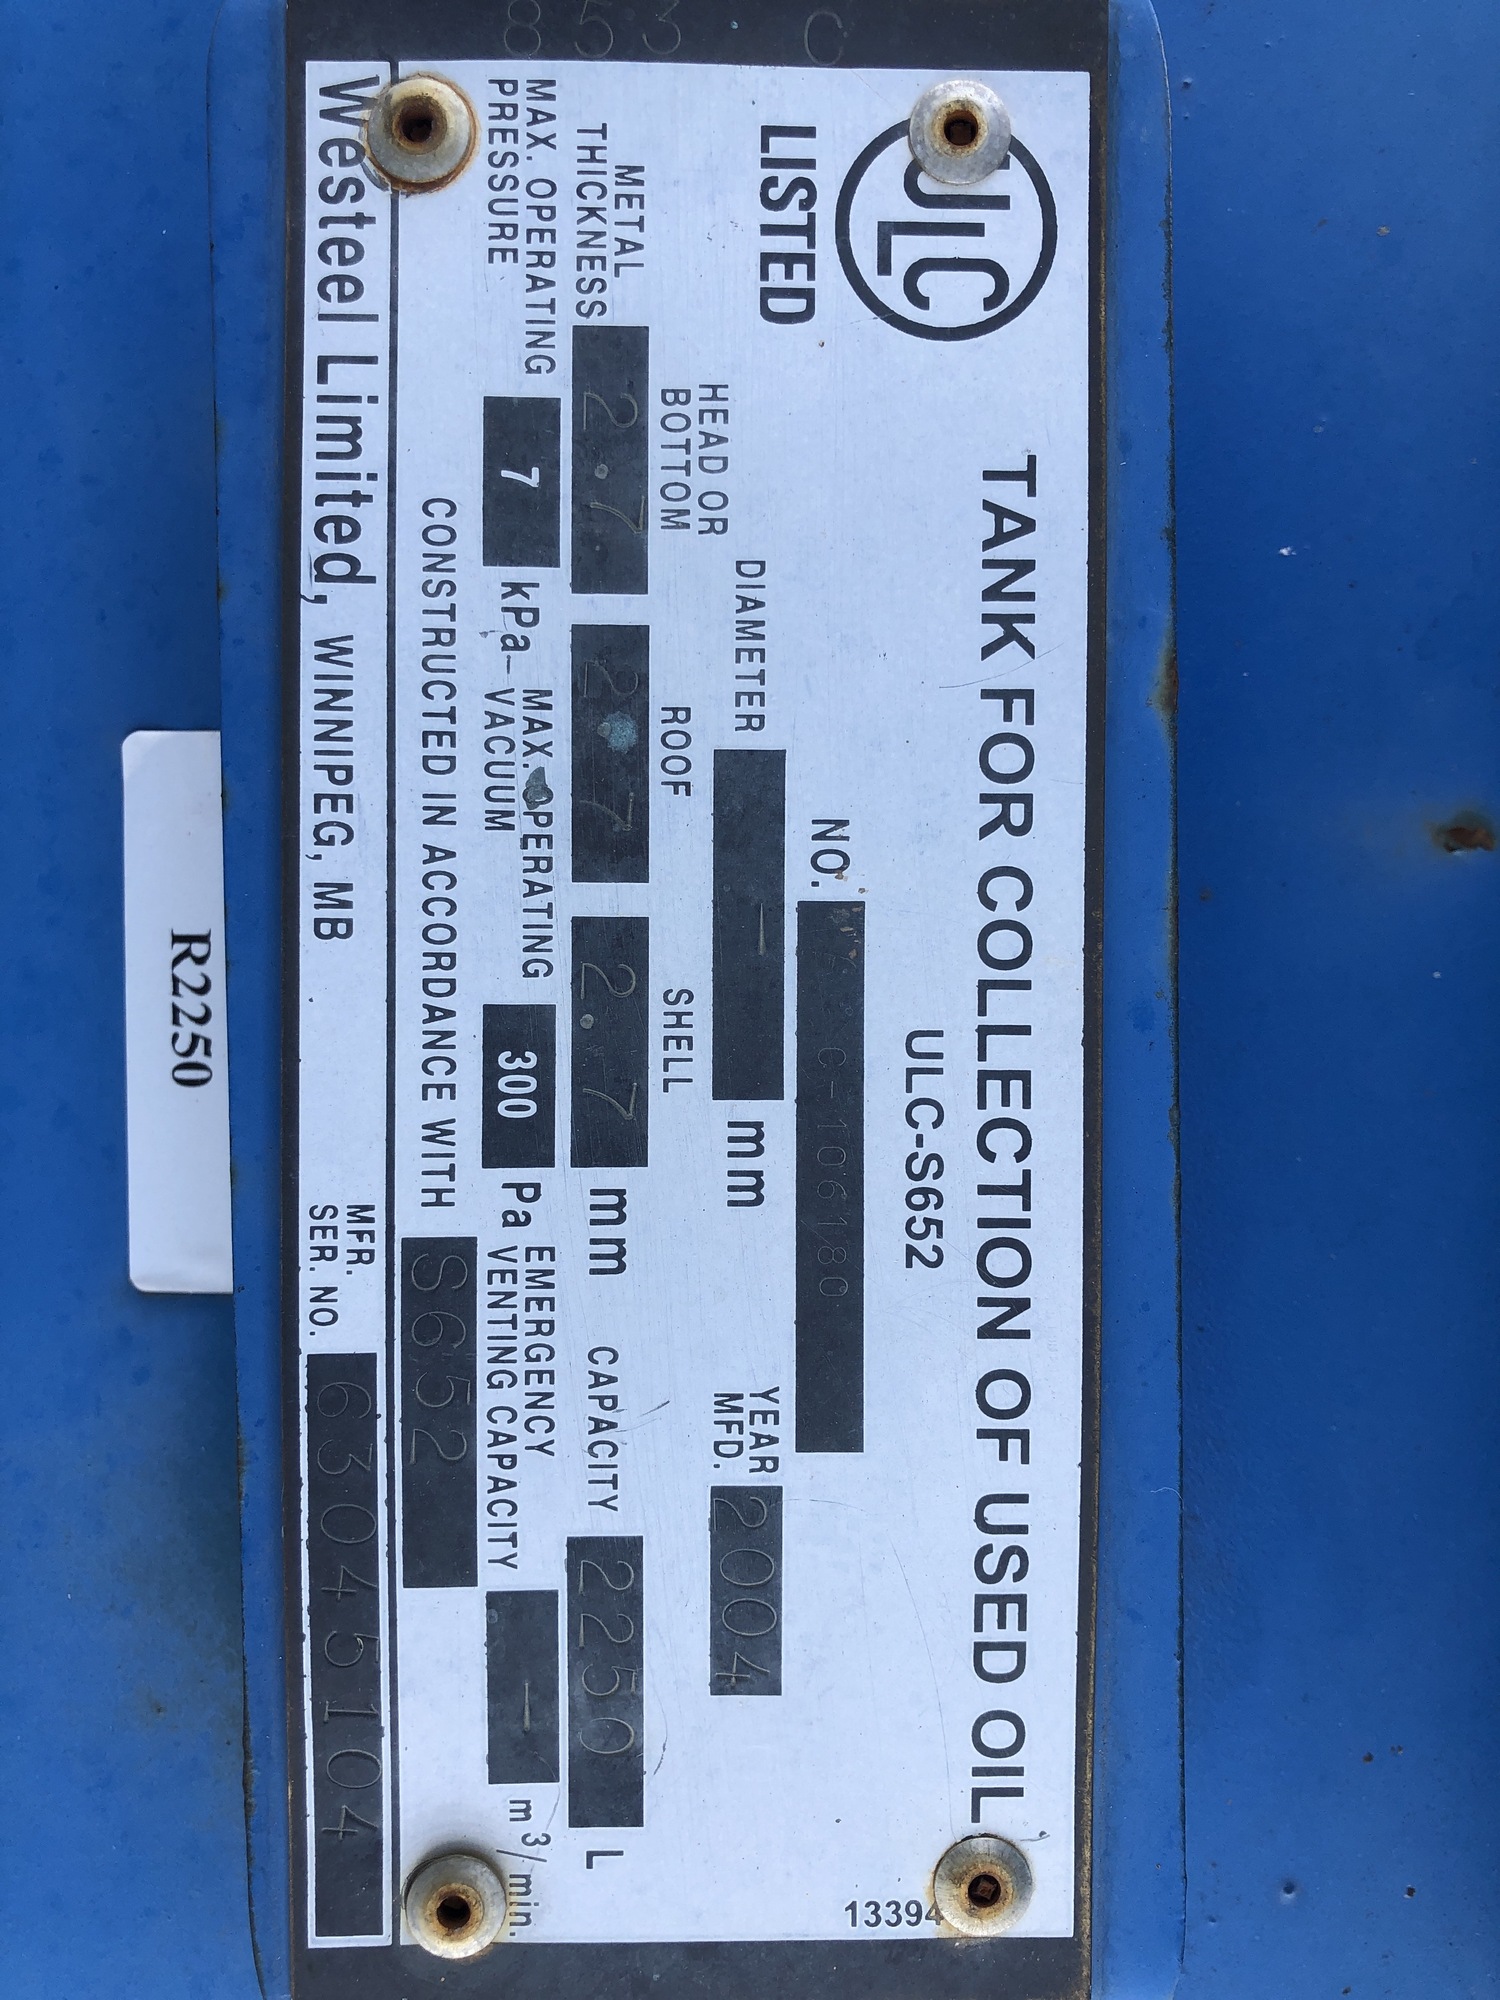 853 C
ULC
LISTED
TANK FOR COLLECTION OF USED OIL
ULC-S652
NO. C-106180
DIAMETER - mm
YEAR MFD. 2004
HEAD OR BOTTOM
ROOF
SHELL
METAL THICKNESS 2.7 2.7 2.7 mm CAPACITY 2250 L
MAX. OPERATING PRESSURE 7 kPa- MAX. OPERATING VACUUM 300 Pa EMERGENCY VENTING CAPACITY - m³/min.
CONSTRUCTED IN ACCORDANCE WITH S652
Westeel Limited, WINNIPEG, MB
MFR. SER. NO. 63045104
13394
R2250